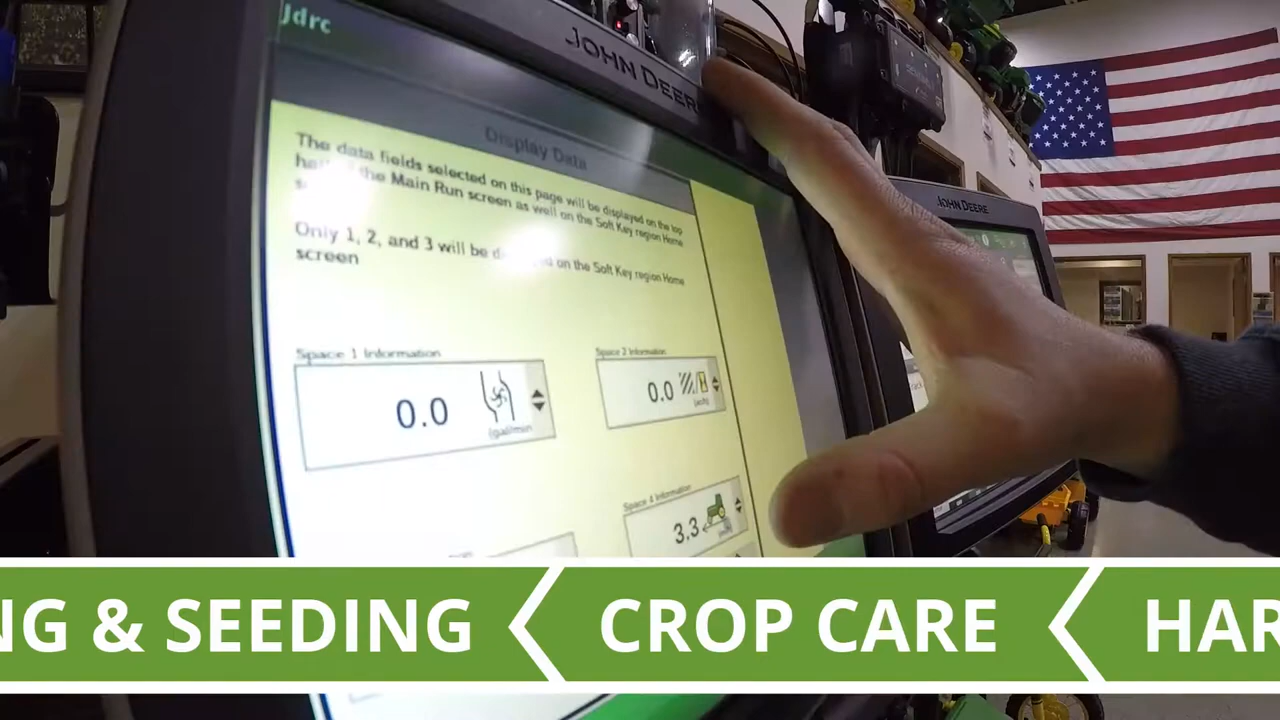 Jdrc
JOHN DEERE
Display Data
The data fields selected on this page will be displayed on the top
the Main Run screen as well on the Soft Key region Home
Only 1, 2, and 3 will be on the Soft Key region Home
screen
Space 1 Information
0.0
(gal)/min
Space 2 Information
0.0
(ac/h)
Space 4 Information
3.3
JOHN DEERE
NG & SEEDING
CROP CARE
HAR